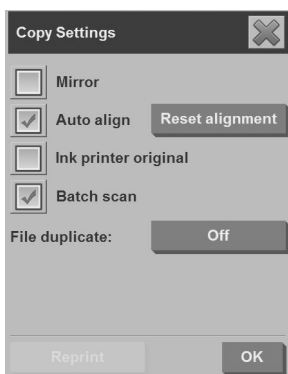 Copy Settings
Mirror
Auto align
Reset alignment
Ink printer original
Batch scan
File duplicate:
Off
Reprint
OK